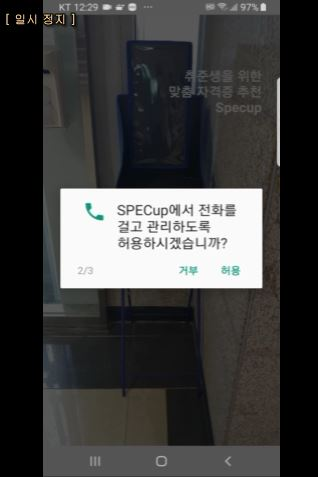 KT 12:29 ... 97%
[ 일시 정지 ]
취준생을 위한
맞춤 자격증 추천
Specup
SPECup에서 전화를
걸고 관리하도록
허용하시겠습니까?
2/3 거부 허용